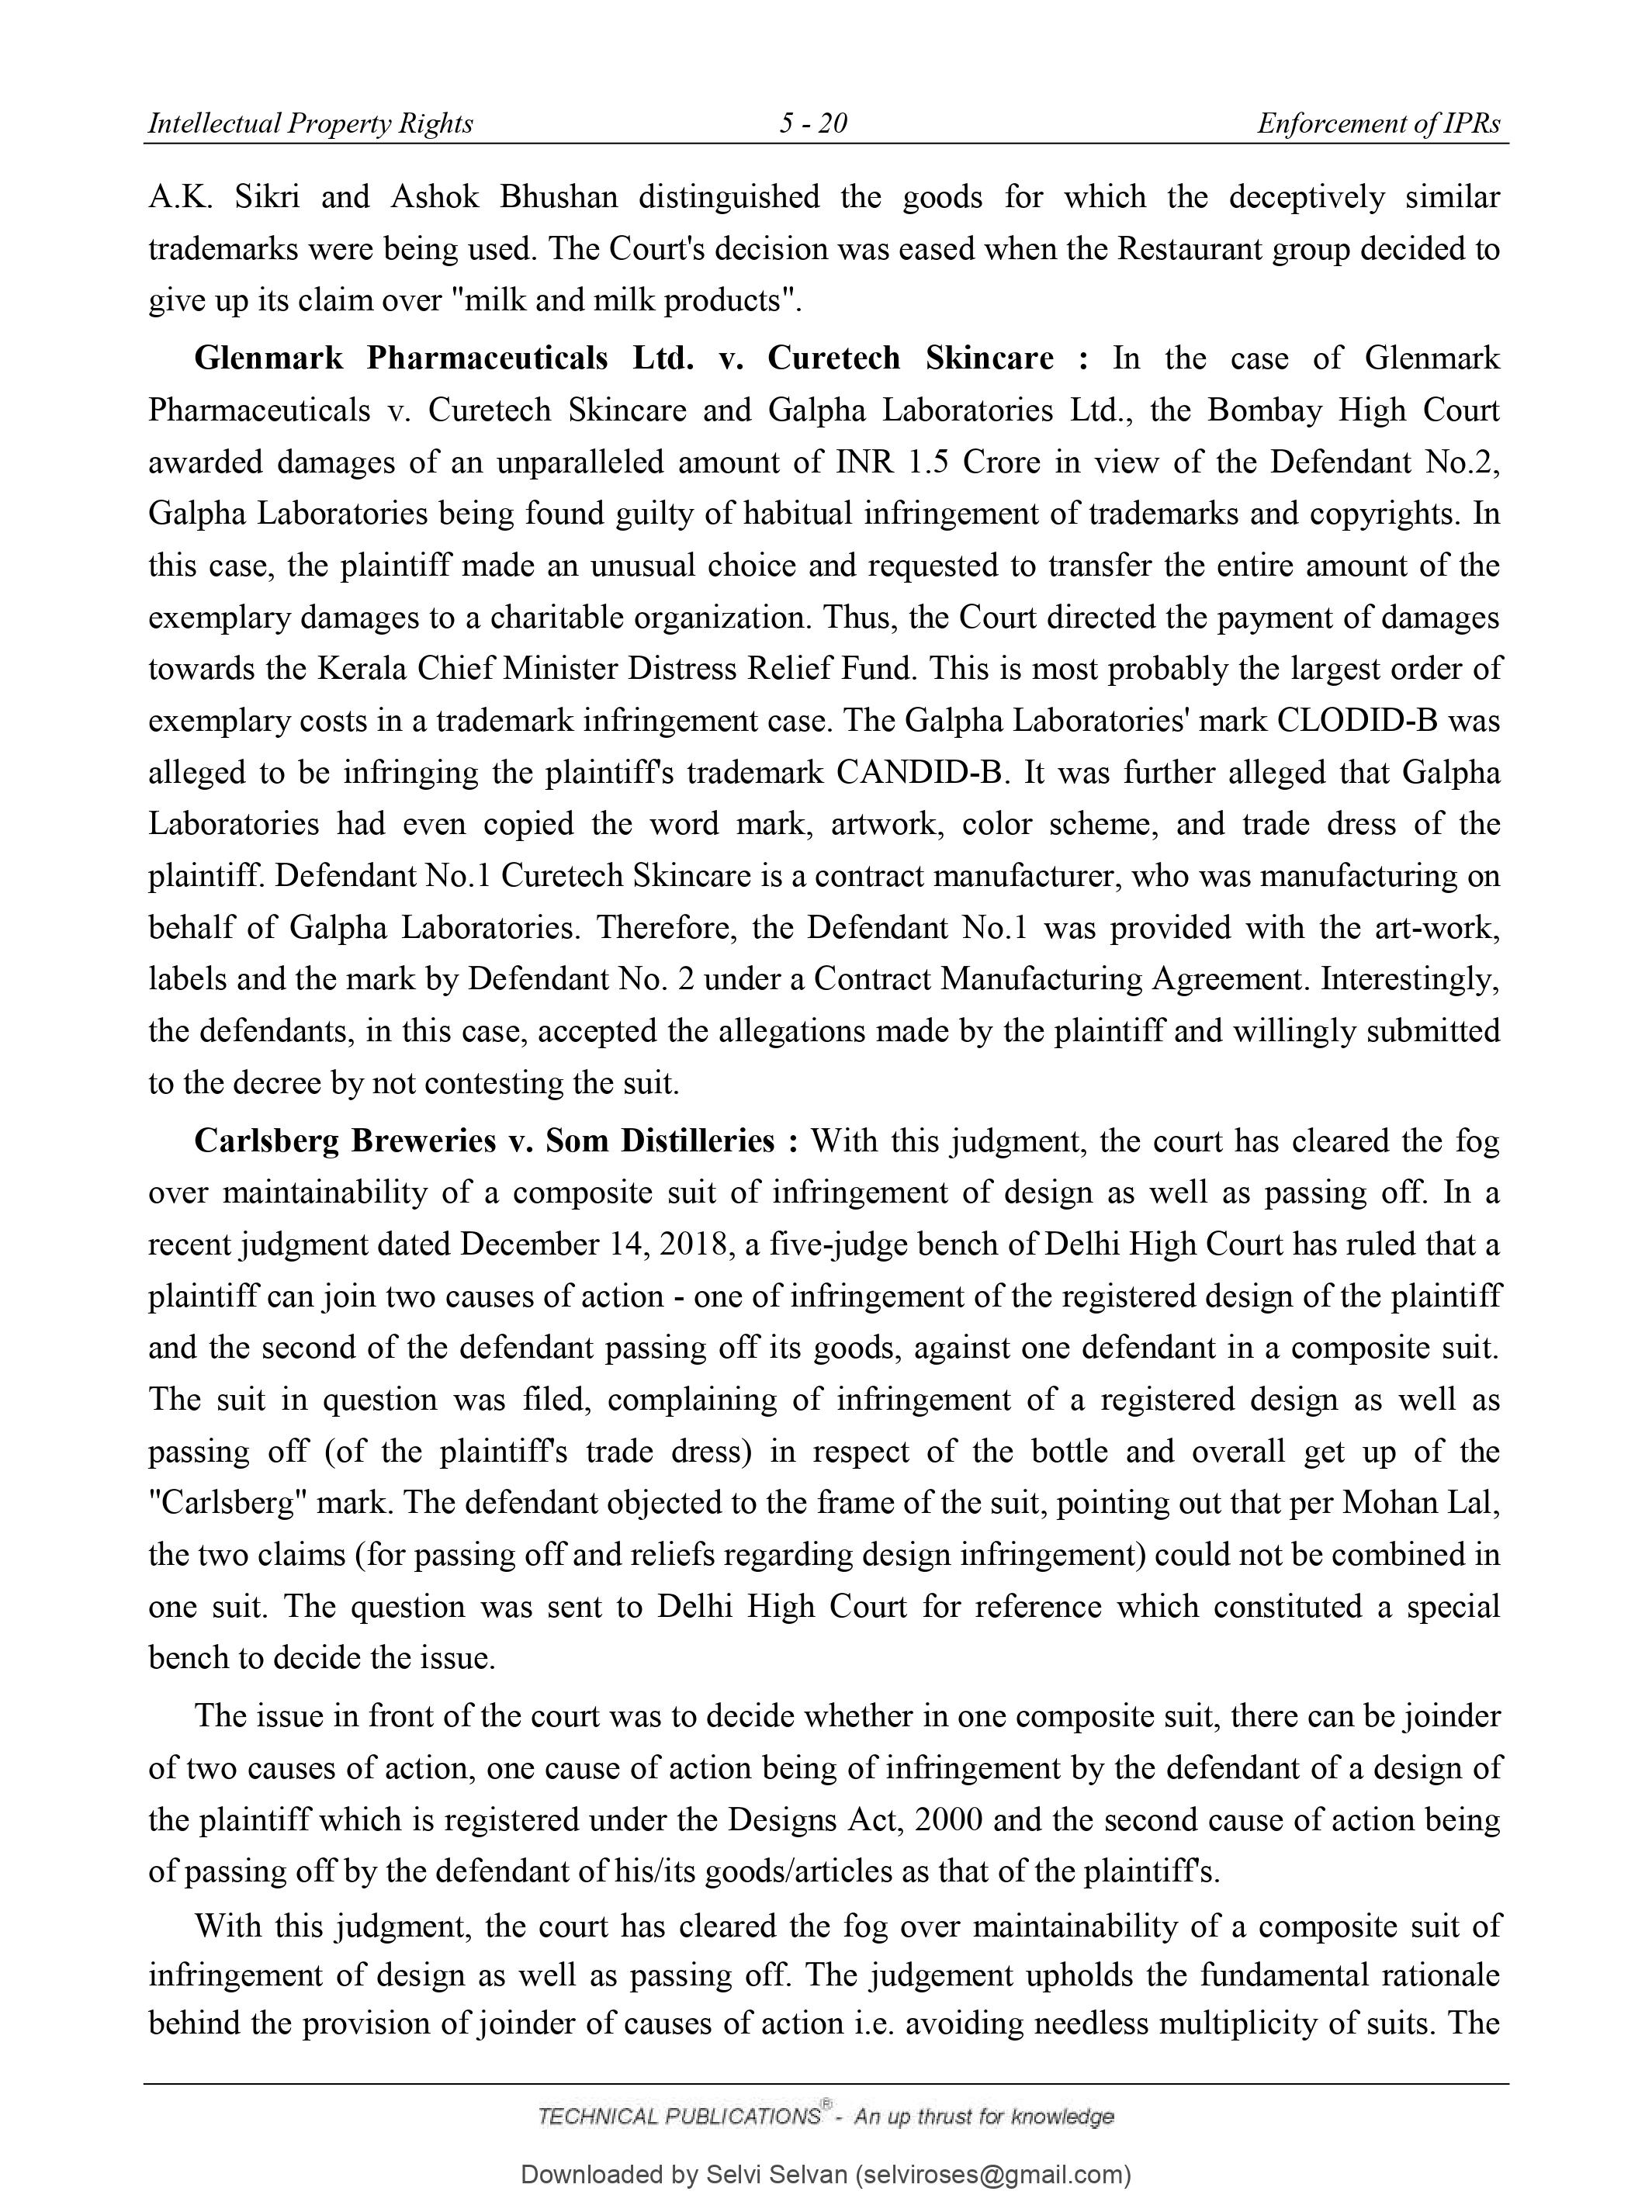 Intellectual Property Rights 5 - 20 Enforcement of IPRs
A.K. Sikri and Ashok Bhushan distinguished the goods for which the deceptively similar
trademarks were being used. The Court's decision was eased when the Restaurant group decided to
give up its claim over "milk and milk products".
Glenmark Pharmaceuticals Ltd. v. Curetech Skincare : In the case of Glenmark
Pharmaceuticals v. Curetech Skincare and Galpha Laboratories Ltd., the Bombay High Court
awarded damages of an unparalleled amount of INR 1.5 Crore in view of the Defendant No.2,
Galpha Laboratories being found guilty of habitual infringement of trademarks and copyrights. In
this case, the plaintiff made an unusual choice and requested to transfer the entire amount of the
exemplary damages to a charitable organization. Thus, the Court directed the payment of damages
towards the Kerala Chief Minister Distress Relief Fund. This is most probably the largest order of
exemplary costs in a trademark infringement case. The Galpha Laboratories' mark CLODID-B was
alleged to be infringing the plaintiff's trademark CANDID-B. It was further alleged that Galpha
Laboratories had even copied the word mark, artwork, color scheme, and trade dress of the
plaintiff. Defendant No.1 Curetech Skincare is a contract manufacturer, who was manufacturing on
behalf of Galpha Laboratories. Therefore, the Defendant No.1 was provided with the art-work,
labels and the mark by Defendant No. 2 under a Contract Manufacturing Agreement. Interestingly,
the defendants, in this case, accepted the allegations made by the plaintiff and willingly submitted
to the decree by not contesting the suit.
Carlsberg Breweries v. Som Distilleries : With this judgment, the court has cleared the fog
over maintainability of a composite suit of infringement of design as well as passing off. In a
recent judgment dated December 14, 2018, a five-judge bench of Delhi High Court has ruled that a
plaintiff can join two causes of action - one of infringement of the registered design of the plaintiff
and the second of the defendant passing off its goods, against one defendant in a composite suit.
The suit in question was filed, complaining of infringement of a registered design as well as
passing off (of the plaintiff's trade dress) in respect of the bottle and overall get up of the
"Carlsberg" mark. The defendant objected to the frame of the suit, pointing out that per Mohan Lal,
the two claims (for passing off and reliefs regarding design infringement) could not be combined in
one suit. The question was sent to Delhi High Court for reference which constituted a special
bench to decide the issue.
The issue in front of the court was to decide whether in one composite suit, there can be joinder
of two causes of action, one cause of action being of infringement by the defendant of a design of
the plaintiff which is registered under the Designs Act, 2000 and the second cause of action being
of passing off by the defendant of his/its goods/articles as that of the plaintiff's.
With this judgment, the court has cleared the fog over maintainability of a composite suit of
infringement of design as well as passing off. The judgement upholds the fundamental rationale
behind the provision of joinder of causes of action i.e. avoiding needless multiplicity of suits. The
TECHNICAL PUBLICATIONS® - An up thrust for knowledge
Downloaded by Selvi Selvan (selviroses@gmail.com)